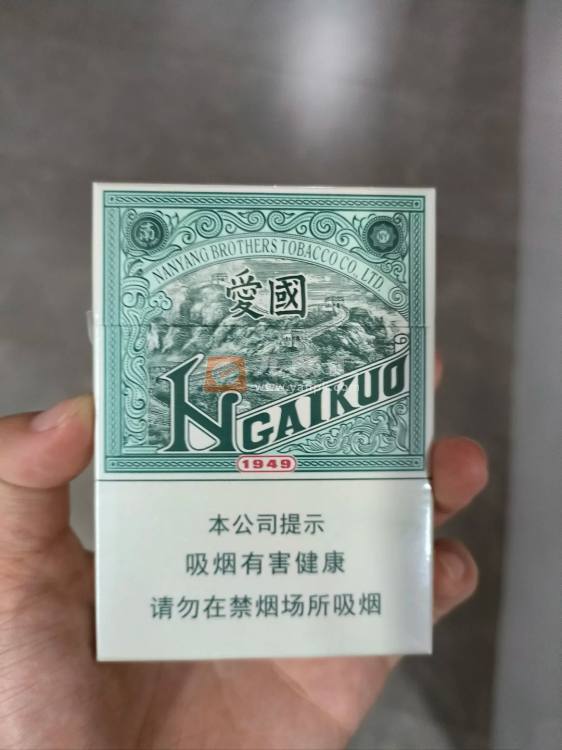 南
NANYANG BROTHERS TOBACCO CO., LTD.
愛國
NGAIKUO
1949
本公司提示
吸烟有害健康
请勿在禁烟场所吸烟